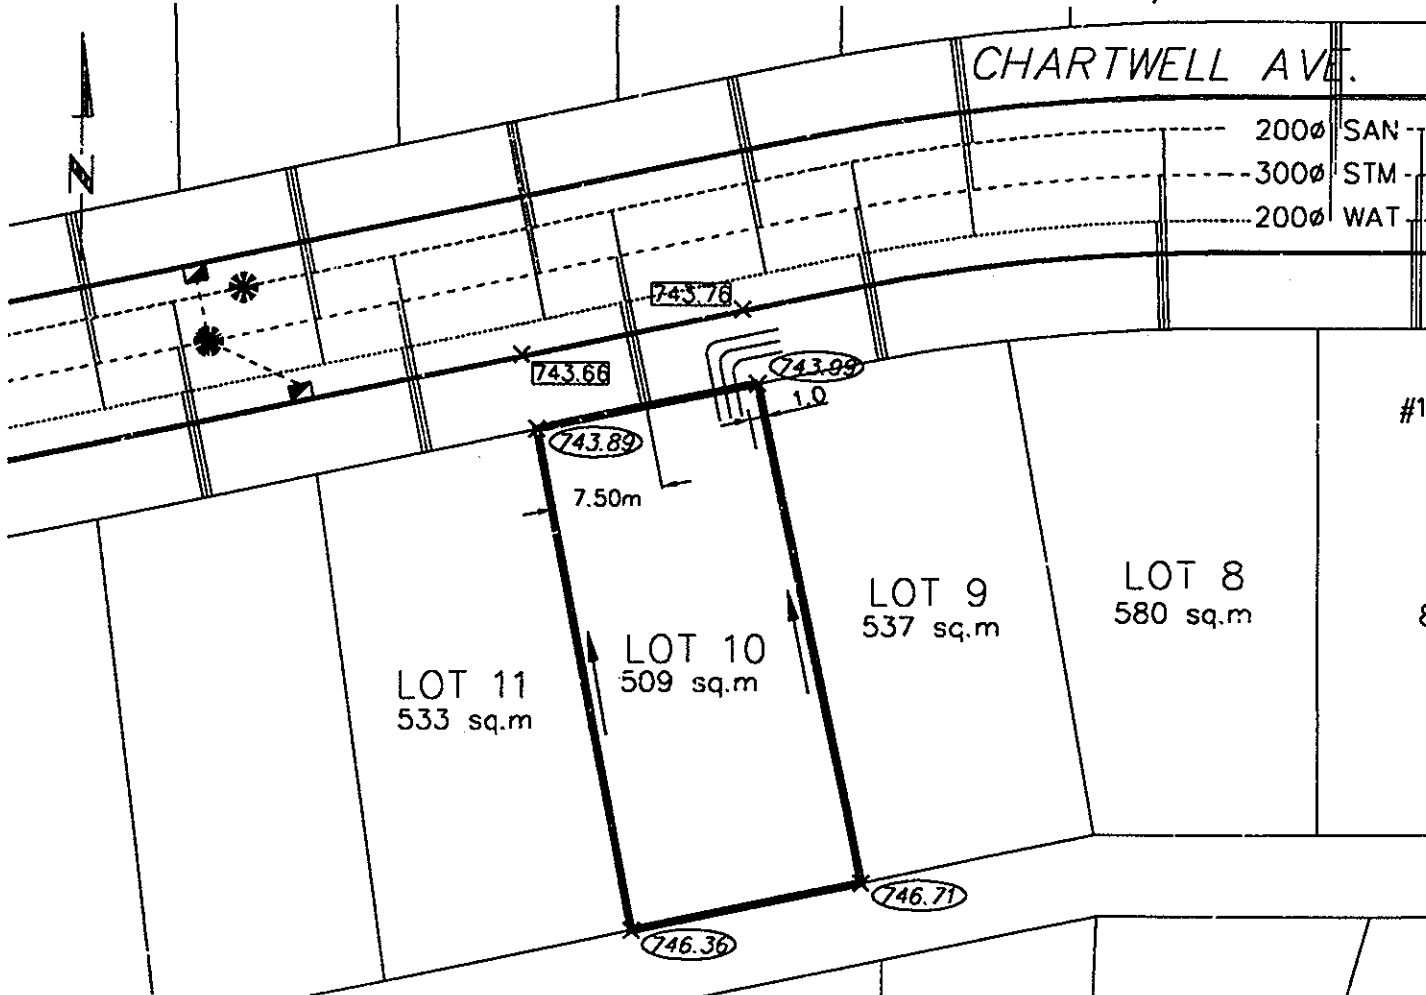 CHARTWELL AVE.
N
200ø SAN
300ø STM
200ø WAT
743.76
743.66
743.99
1.0
743.89
7.50m
#1
LOT 8
580 sq.m
LOT 9
537 sq.m
LOT 10
509 sq.m
LOT 11
533 sq.m
746.71
746.36